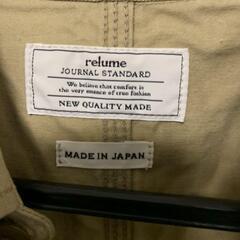 relume
JOURNAL STANDARD
We believe that comfort is
the very essence of true fashion
NEW QUALITY MADE
MADE IN JAPAN